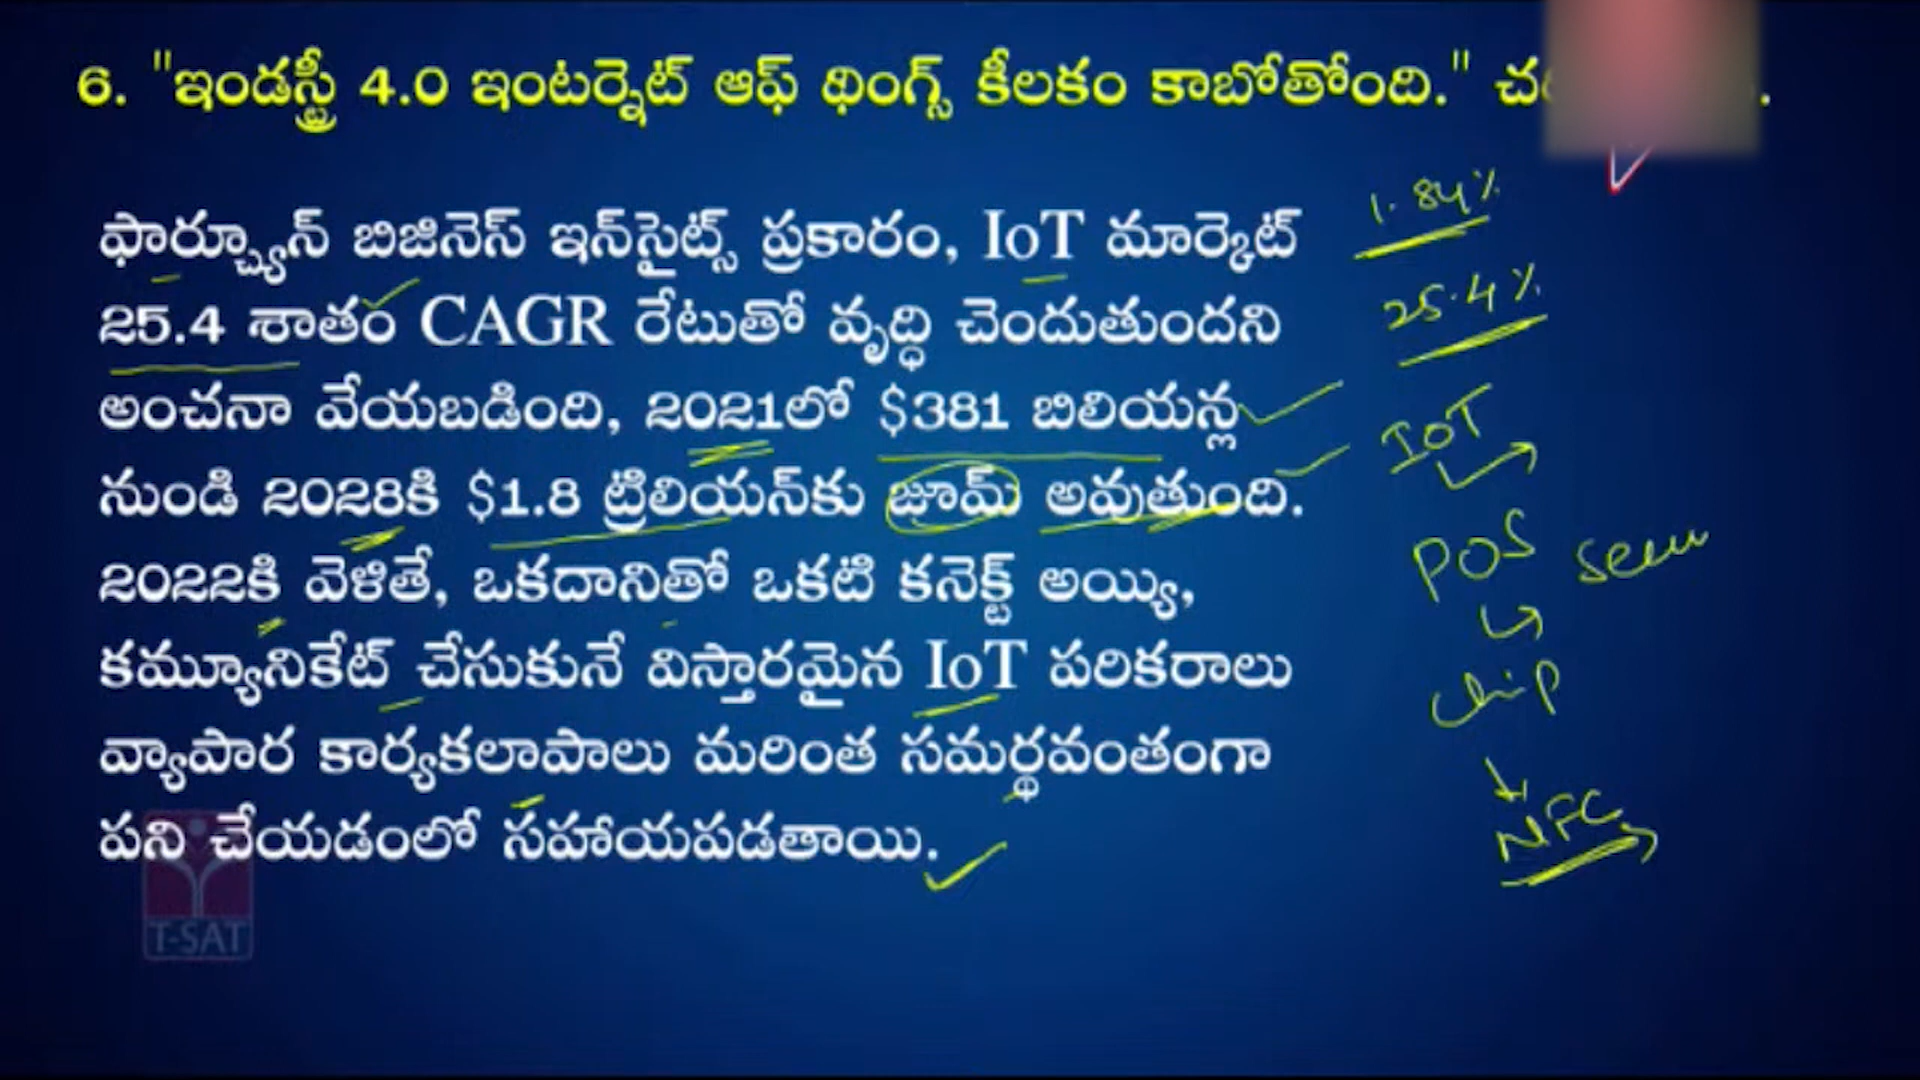 6. "ఇండస్ట్రీ 4.0 ఇంటర్నెట్ ఆఫ్ థింగ్స్ కీలకం కాబోతోంది."
ఫార్చ్యూన్ బిజినెస్ ఇన్‌సైట్స్ ప్రకారం, IoT మార్కెట్
25.4 శాతం CAGR రేటుతో వృద్ధి చెందుతుందని
అంచనా వేయబడింది, 2021లో $381 బిలియన్ల
నుండి 2028కి $1.8 ట్రిలియన్‌కు జూమ్ అవుతుంది.
2022కి వెళితే, ఒకదానితో ఒకటి కనెక్ట్ అయ్యి,
కమ్యూనికేట్ చేసుకునే విస్తారమైన IoT పరికరాలు
వ్యాపార కార్యకలాపాలు మరింత సమర్థవంతంగా
పని చేయడంలో సహాయపడతాయి.
1.84%
25.4%
IoT
POS
chip
NFC
T-SAT